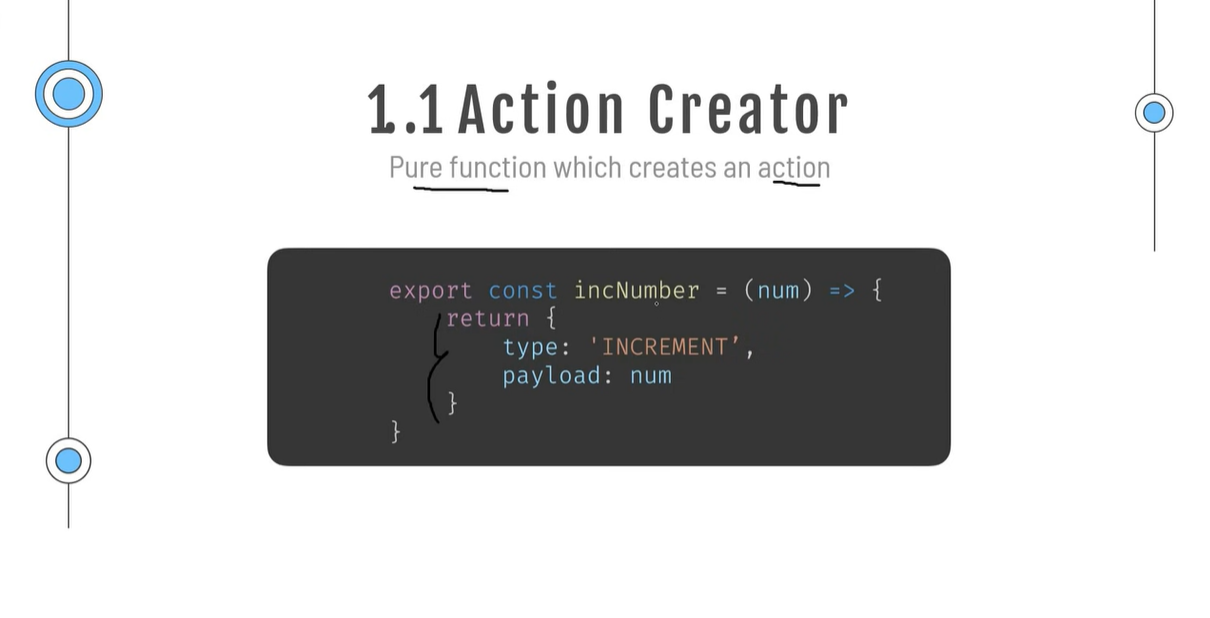 1.1 Action Creator
Pure function which creates an action
export const incNumber = (num) => {
return {
type: 'INCREMENT’,
payload: num
}
}